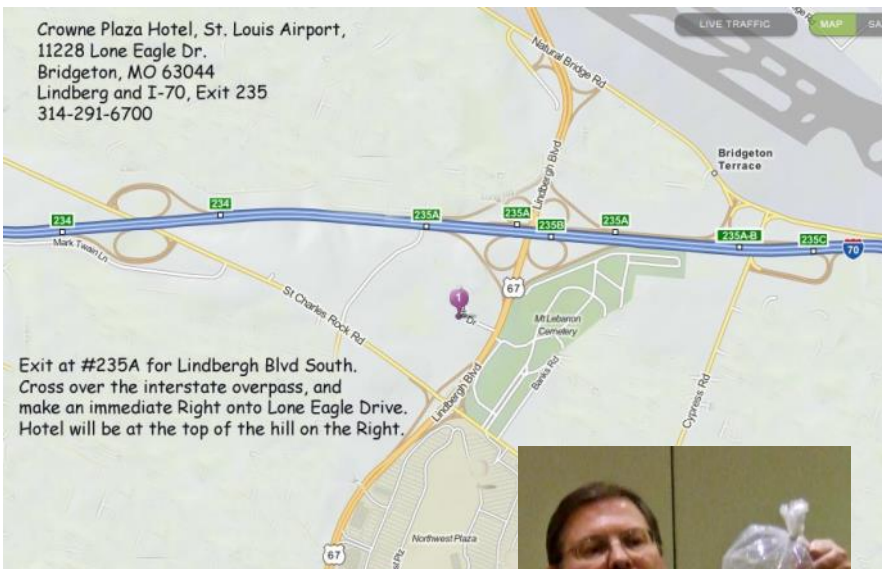 Crowne Plaza Hotel, St. Louis Airport,
11228 Lone Eagle Dr.
Bridgeton, MO 63044
Lindberg and I-70, Exit 235
314-291-6700
LIVE TRAFFIC
MAP
Natural Bridge Rd
Bridgeton
Terrace
Lindbergh Blvd
234
234
235A
235A
235B
235A
235A-B
235C
70
Mark Twain Ln
St Charles Rock Rd
67
1
Dr
Mt Lebanon
Cemetery
Banks Rd
Cypress Rd
Lindbergh Blvd
Exit at #235A for Lindbergh Blvd South.
Cross over the interstate overpass, and
make an immediate Right onto Lone Eagle Drive.
Hotel will be at the top of the hill on the Right.
Northwest Plaza
67